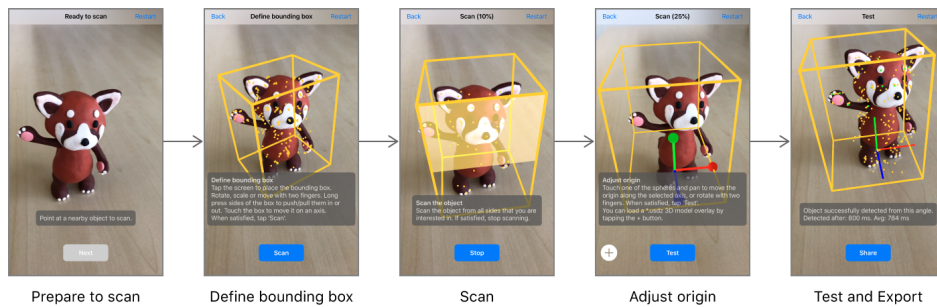 Ready to scan
Restart
Point at a nearby object to scan.
Next
Prepare to scan
Back
Define bounding box
Restart
Define bounding box
Tap the screen to place the bounding box.
Rotate, scale or move with two fingers. Long
press sides of the box to push/pull them in or
out. Touch the box to move it on an axis.
When satisfied, tap 'Scan'.
Scan
Define bounding box
Back
Scan (10%)
Restart
Scan the object
Scan the object from all sides that you are
interested in. If satisfied, stop scanning.
Stop
Scan
Back
Scan (25%)
Restart
Adjust origin
Touch one of the spheres and pan to move the
origin along the selected axis, or rotate with two
fingers. When satisfied, tap 'Test'.
You can load a *.usdz 3D model overlay by
tapping the + button.
+
Test
Adjust origin
Back
Test
Restart
Object successfully detected from this angle.
Detected after: 800 ms. Avg: 784 ms
Share
Test and Export